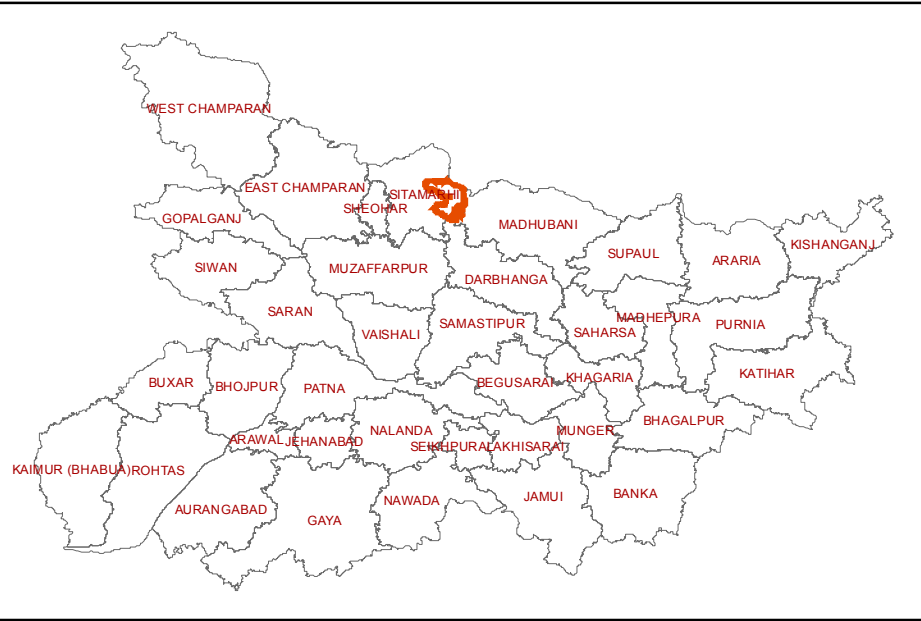 WEST CHAMPARAN
EAST CHAMPARAN
SITAMARHI
SHEOHAR
GOPALGANJ
MADHUBANI
KISHANGANJ
SUPAUL
ARARIA
SIWAN
MUZAFFARPUR
DARBHANGA
SARAN
MADHEPURA
SAMASTIPUR
PURNIA
VAISHALI
SAHARSA
KATIHAR
BUXAR
BHOJPUR
PATNA
BEGUSARAI
KHAGARIA
BHAGALPUR
NALANDA
MUNGER
ARAWAL
JEHANABAD
SEIKHPURA
LAKHISARAI
KAIMUR (BHABUA)
ROHTAS
BANKA
JAMUI
NAWADA
AURANGABAD
GAYA